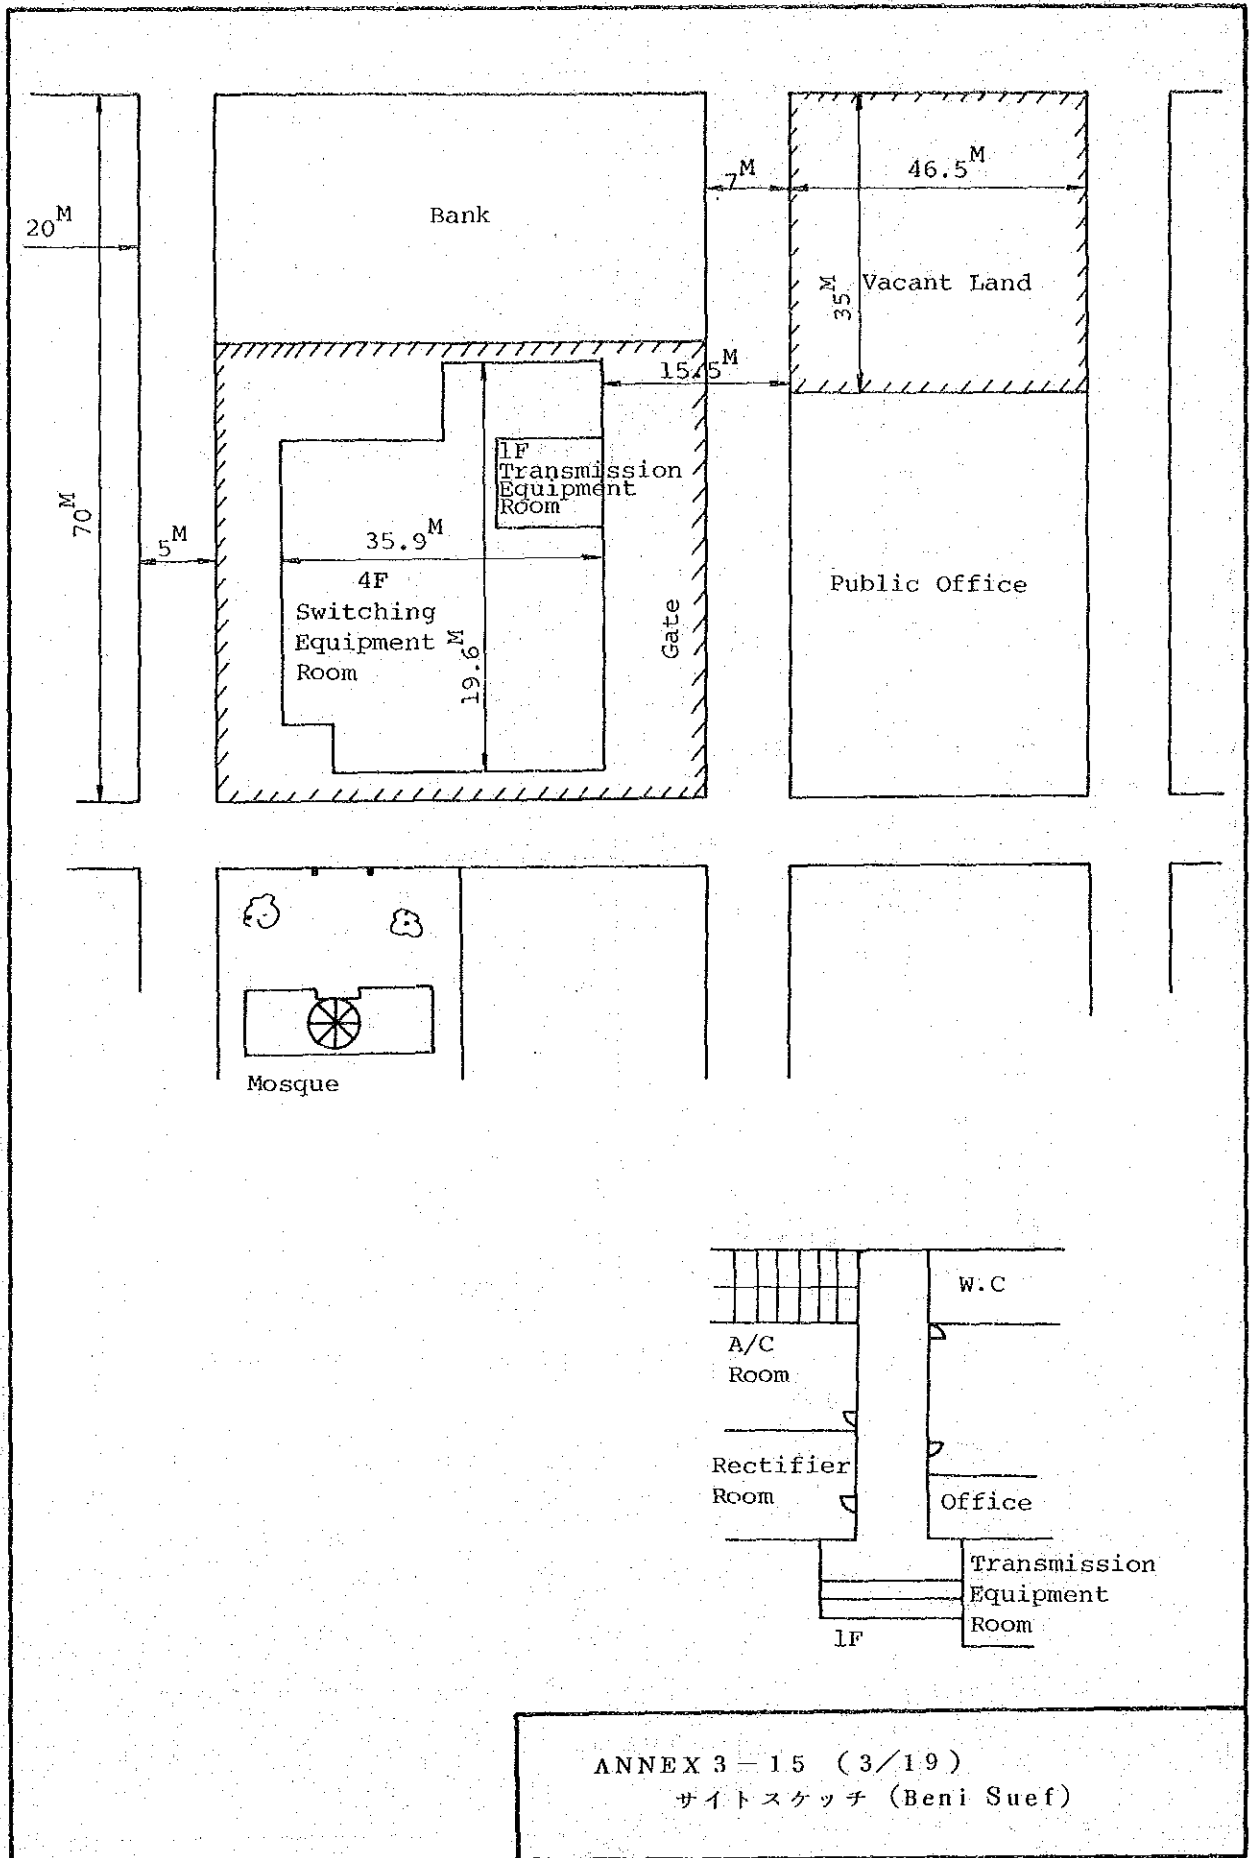 20M
70M
5M
Bank
7M
46.5M
35M
Vacant Land
15.5M
1F
Transmission
Equipment
Room
35.9M
4F
Switching
Equipment
Room
19.6M
Gate
Public Office
Mosque
W.C
A/C
Room
Rectifier
Room
Office
Transmission
Equipment
Room
1F
ANNEX 3-15 (3/19)
サイトスケッチ (Beni Suef)